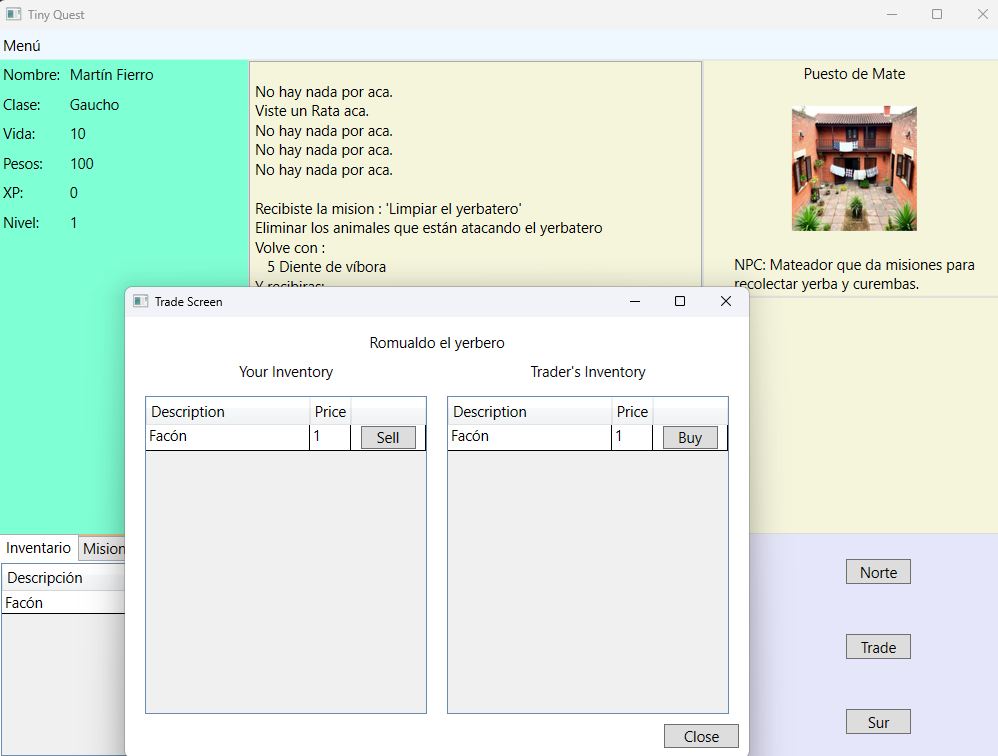 Tiny Quest
Menú
Nombre: Martín Fierro
Clase: Gaucho
Vida: 10
Pesos: 100
XP: 0
Nivel: 1
No hay nada por aca.
Viste un Rata aca.
No hay nada por aca.
No hay nada por aca.
No hay nada por aca.
Recibiste la mision : 'Limpiar el yerbatero'
Eliminar los animales que están atacando el yerbatero
Volve con :
5 Diente de víbora
Y recibiras:
Puesto de Mate
NPC: Mateador que da misiones para
recolectar yerba y curembas.
Trade Screen
Romualdo el yerbero
Your Inventory
Description Price
Facón 1 Sell
Trader's Inventory
Description Price
Facón 1 Buy
Close
Inventario Mision
Descripción
Facón
Norte
Trade
Sur